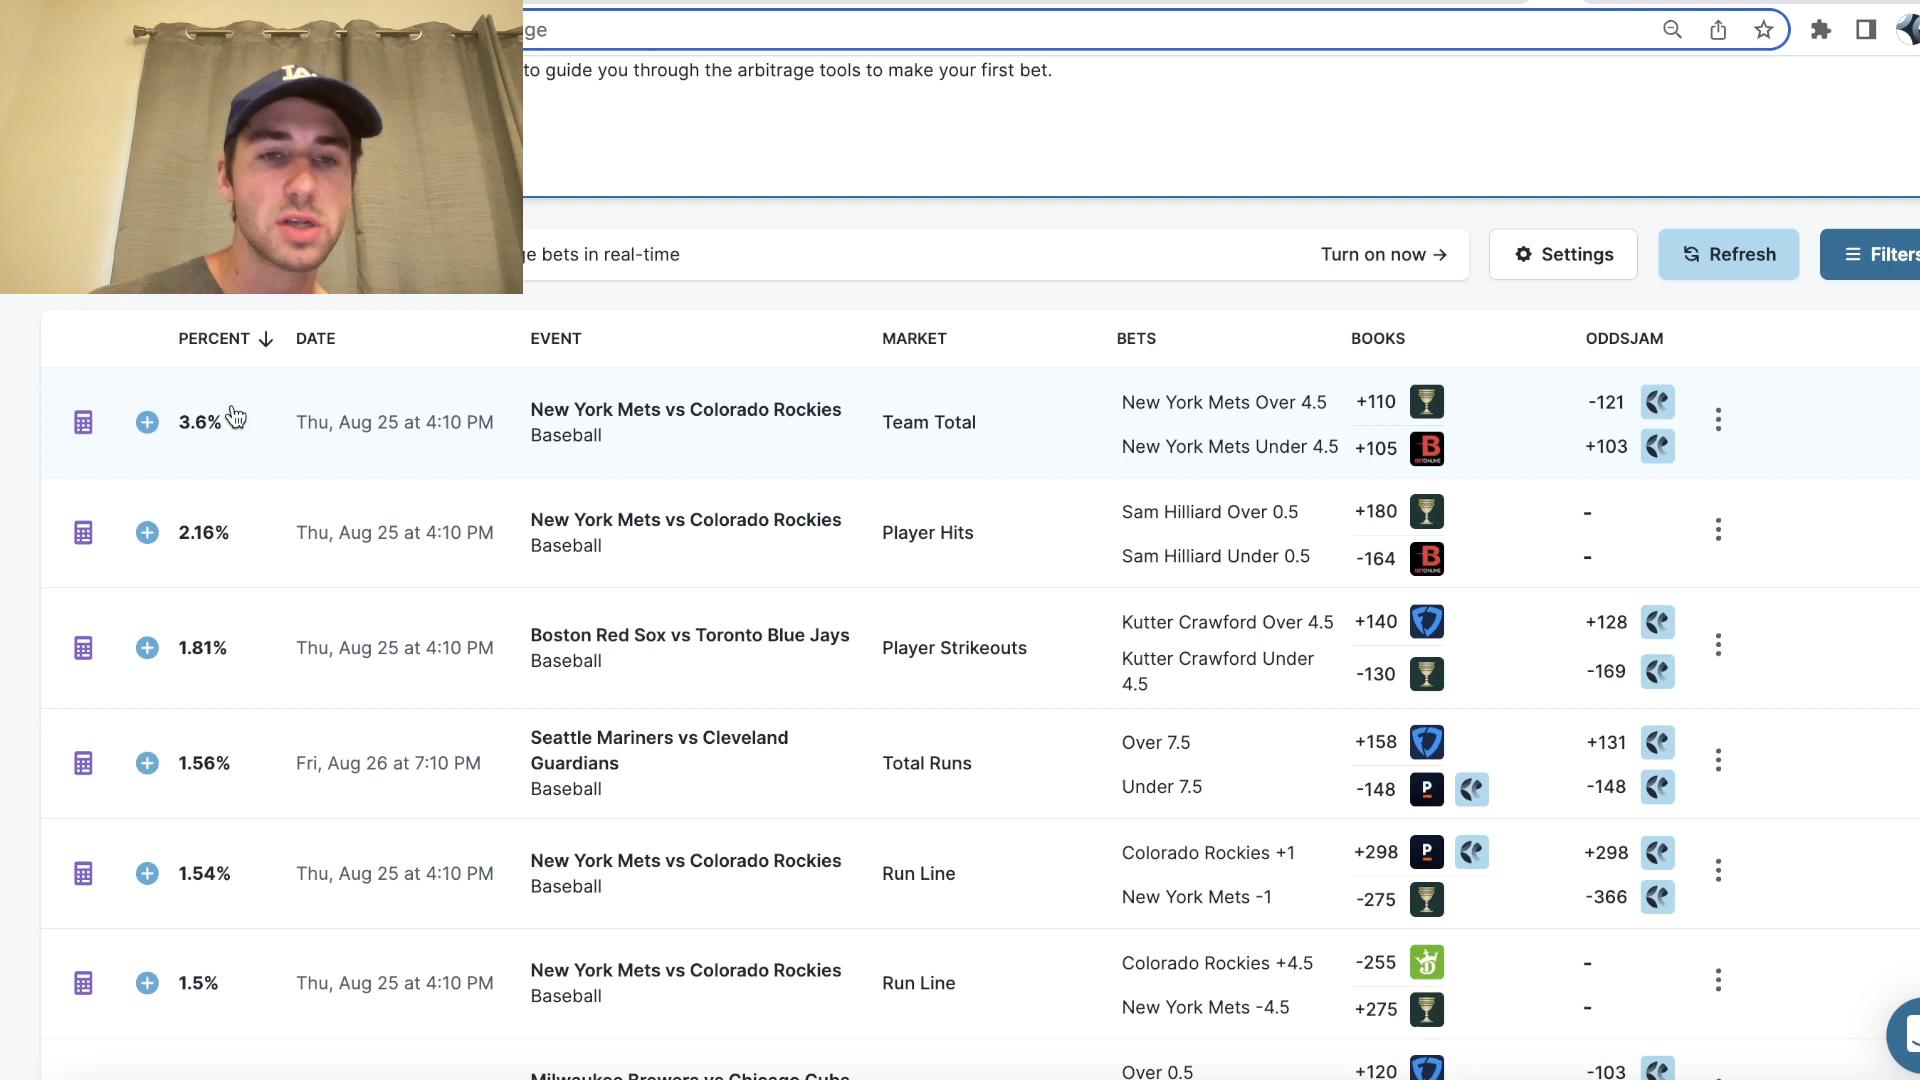 LA
ge
to guide you through the arbitrage tools to make your first bet.
e bets in real-time
Turn on now →
Settings
Refresh
Filters
PERCENT ↓ DATE EVENT MARKET BETS BOOKS ODDSJAM
3.6% Thu, Aug 25 at 4:10 PM New York Mets vs Colorado Rockies
Baseball
Team Total
New York Mets Over 4.5 +110 -121
New York Mets Under 4.5 +105 B BETONLINE +103
2.16% Thu, Aug 25 at 4:10 PM New York Mets vs Colorado Rockies
Baseball
Player Hits
Sam Hilliard Over 0.5 +180 -
Sam Hilliard Under 0.5 -164 B BETONLINE -
1.81% Thu, Aug 25 at 4:10 PM Boston Red Sox vs Toronto Blue Jays
Baseball
Player Strikeouts
Kutter Crawford Over 4.5 +140 +128
Kutter Crawford Under
4.5
-130 -169
1.56% Fri, Aug 26 at 7:10 PM Seattle Mariners vs Cleveland
Guardians
Baseball
Total Runs
Over 7.5 +158 +131
Under 7.5 -148 P -148
1.54% Thu, Aug 25 at 4:10 PM New York Mets vs Colorado Rockies
Baseball
Run Line
Colorado Rockies +1 +298 P +298
New York Mets -1 -275 -366
1.5% Thu, Aug 25 at 4:10 PM New York Mets vs Colorado Rockies
Baseball
Run Line
Colorado Rockies +4.5 -255 -
New York Mets -4.5 +275 -
Milwaukee Brewers vs Chicago Cubs
Over 0.5 +120 -103